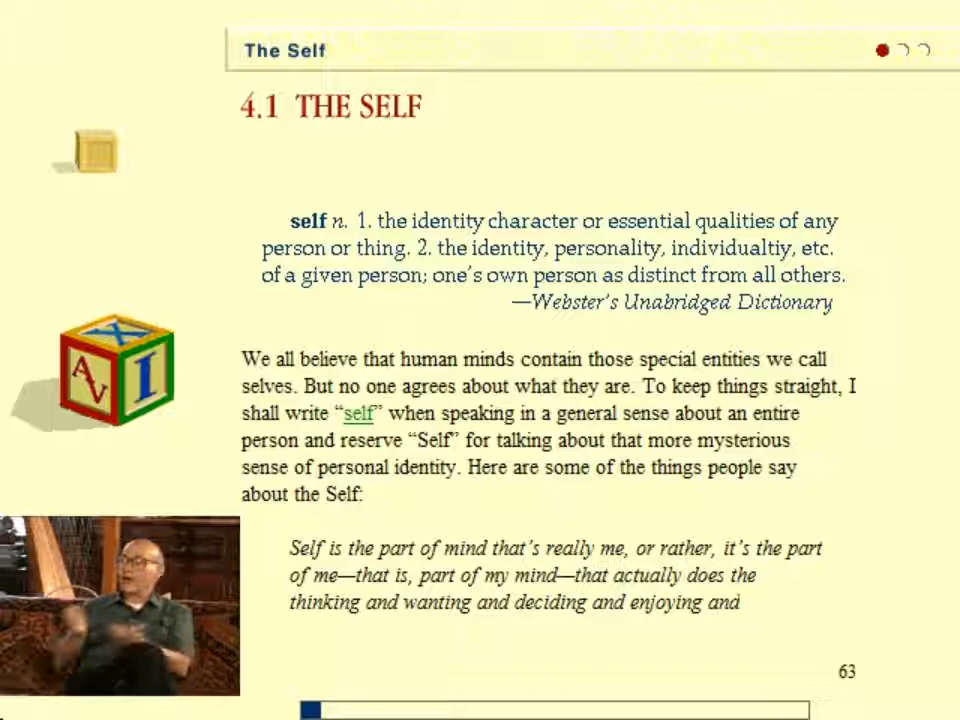 The Self
4.1 THE SELF
self n. 1. the identity character or essential qualities of any
person or thing. 2. the identity, personality, individualtiy, etc.
of a given person; one's own person as distinct from all others.
—Webster's Unabridged Dictionary
X
A
V
I
We all believe that human minds contain those special entities we call
selves. But no one agrees about what they are. To keep things straight, I
shall write “self” when speaking in a general sense about an entire
person and reserve “Self” for talking about that more mysterious
sense of personal identity. Here are some of the things people say
about the Self:
Self is the part of mind that's really me, or rather, it's the part
of me—that is, part of my mind—that actually does the
thinking and wanting and deciding and enjoying and
63